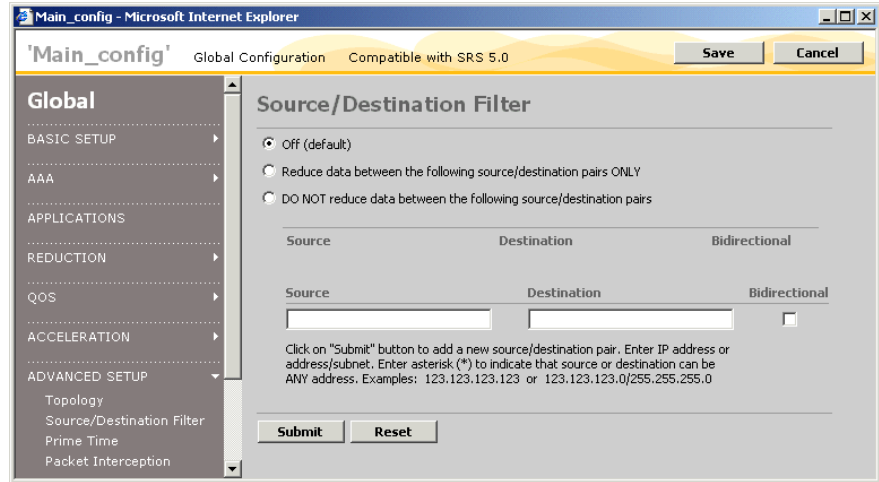 Main_config - Microsoft Internet Explorer
'Main_config' Global Configuration Compatible with SRS 5.0 Save Cancel
Global
BASIC SETUP
AAA
APPLICATIONS
REDUCTION
QOS
ACCELERATION
ADVANCED SETUP
Topology
Source/Destination Filter
Prime Time
Packet Interception
Source/Destination Filter
Off (default)
Reduce data between the following source/destination pairs ONLY
DO NOT reduce data between the following source/destination pairs
Source Destination Bidirectional
Source Destination Bidirectional
Click on "Submit" button to add a new source/destination pair. Enter IP address or
address/subnet. Enter asterisk (*) to indicate that source or destination can be
ANY address. Examples: 123.123.123.123 or 123.123.123.0/255.255.255.0
Submit Reset